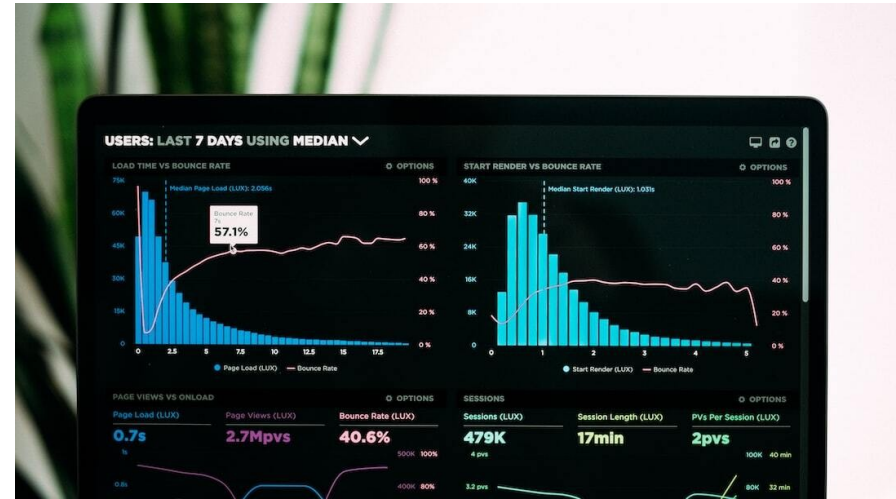 USERS: LAST 7 DAYS USING MEDIAN
LOAD TIME VS BOUNCE RATE
OPTIONS
75K
60K
45K
30K
15K
0
Median Page Load (LUX): 2.056s
Bounce Rate
7s
57.1%
100 %
80 %
60 %
40 %
20 %
0 %
0 2.5 5 7.5 10 12.5 15 17.5
Page Load (LUX) Bounce Rate
START RENDER VS BOUNCE RATE
OPTIONS
40K
32K
24K
16K
8K
0
Median Start Render (LUX): 1.031s
100 %
80 %
60 %
40 %
20 %
0 %
0 1 2 3 4 5
Start Render (LUX) Bounce Rate
PAGE VIEWS VS ONLOAD
OPTIONS
Page Load (LUX) Page Views (LUX) Bounce Rate (LUX)
0.7s 2.7Mpvs 40.6%
1s 500K 100%
0.8s 400K 80%
SESSIONS
OPTIONS
Sessions (LUX) Session Length (LUX) PVs Per Session (LUX)
479K 17min 2pvs
4 pvs 100K 40 min
3.2 pvs 80K 32 min